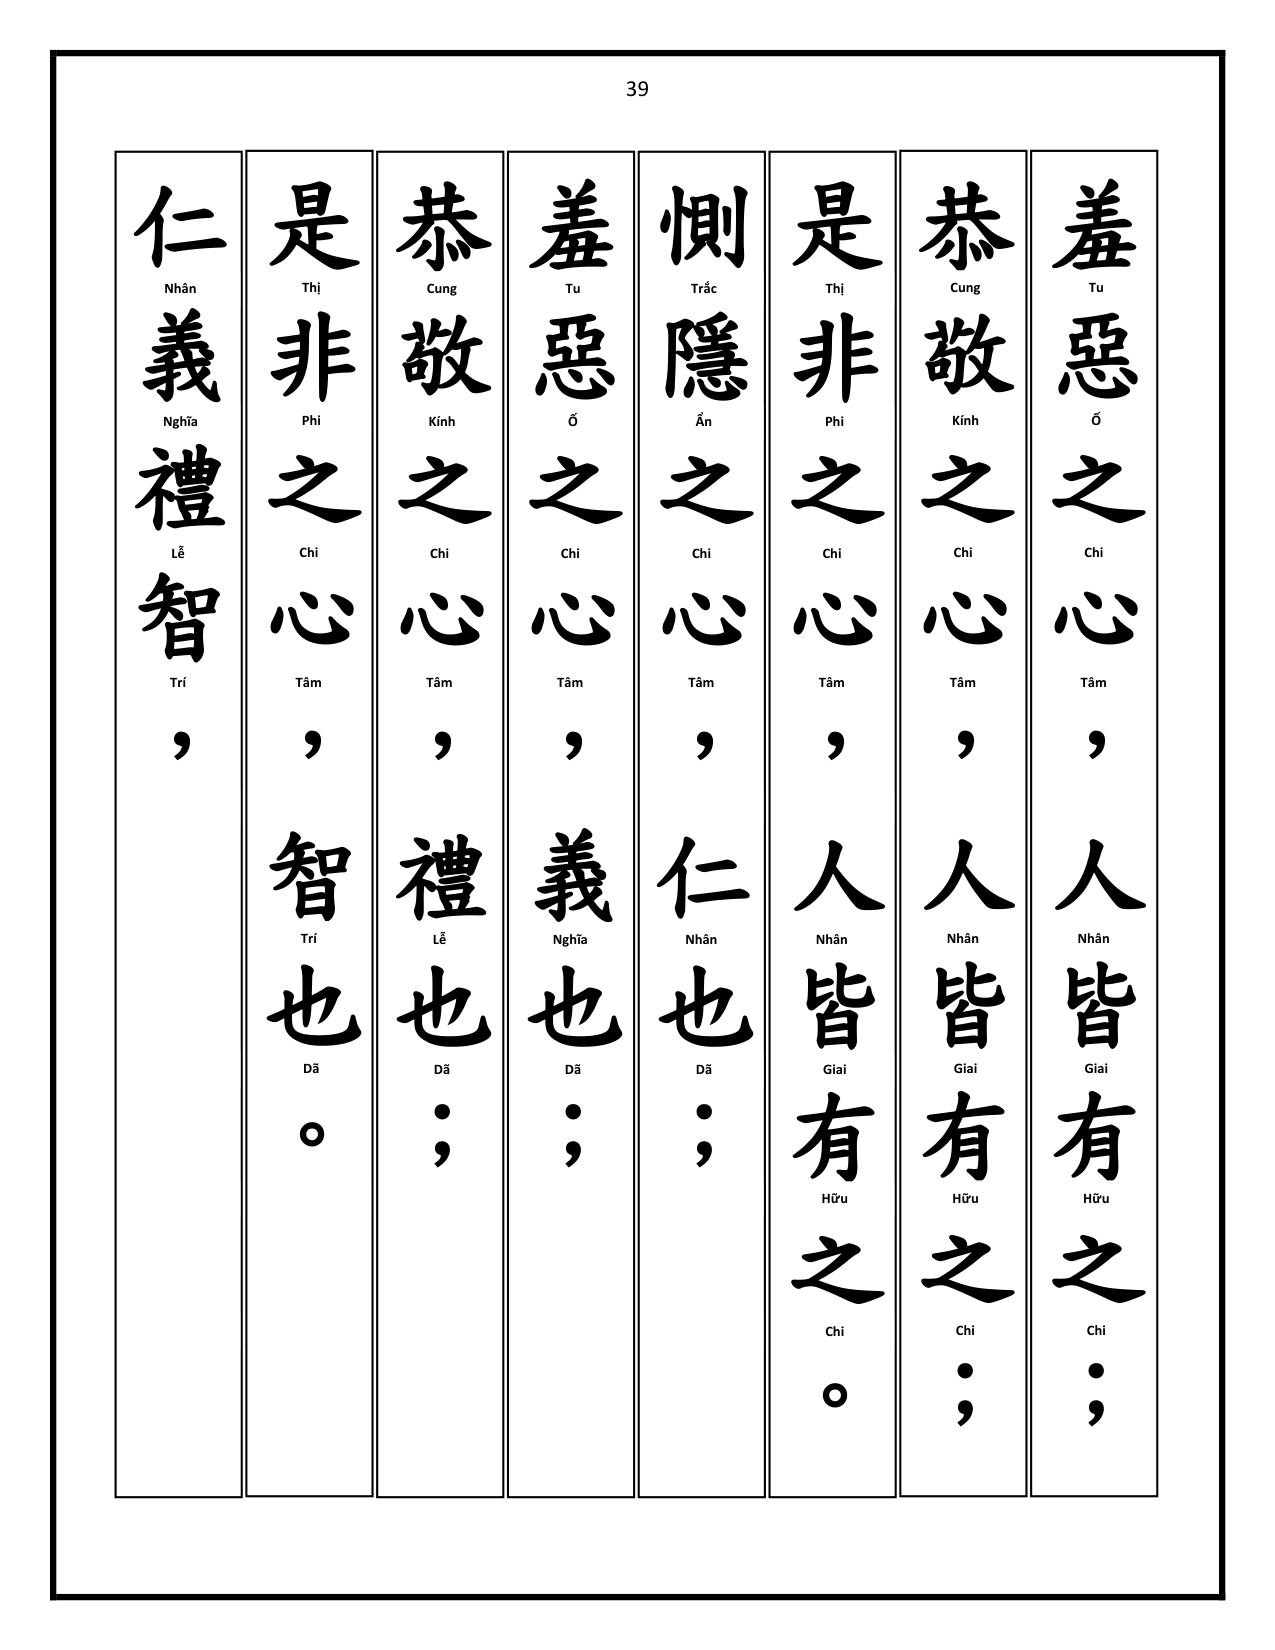 39
羞惡之心，人皆有之；
Tu Ố Chi Tâm Nhân Giai Hữu Chi
恭敬之心，人皆有之；
Cung Kính Chi Tâm Nhân Giai Hữu Chi
是非之心，人皆有之。
Thị Phi Chi Tâm Nhân Giai Hữu Chi
惻隱之心，仁也；
Trắc Ẩn Chi Tâm Nhân Dã
羞惡之心，義也；
Tu Ố Chi Tâm Nghĩa Dã
恭敬之心，禮也；
Cung Kính Chi Tâm Lễ Dã
是非之心，智也。
Thị Phi Chi Tâm Trí Dã
仁義禮智，
Nhân Nghĩa Lễ Trí